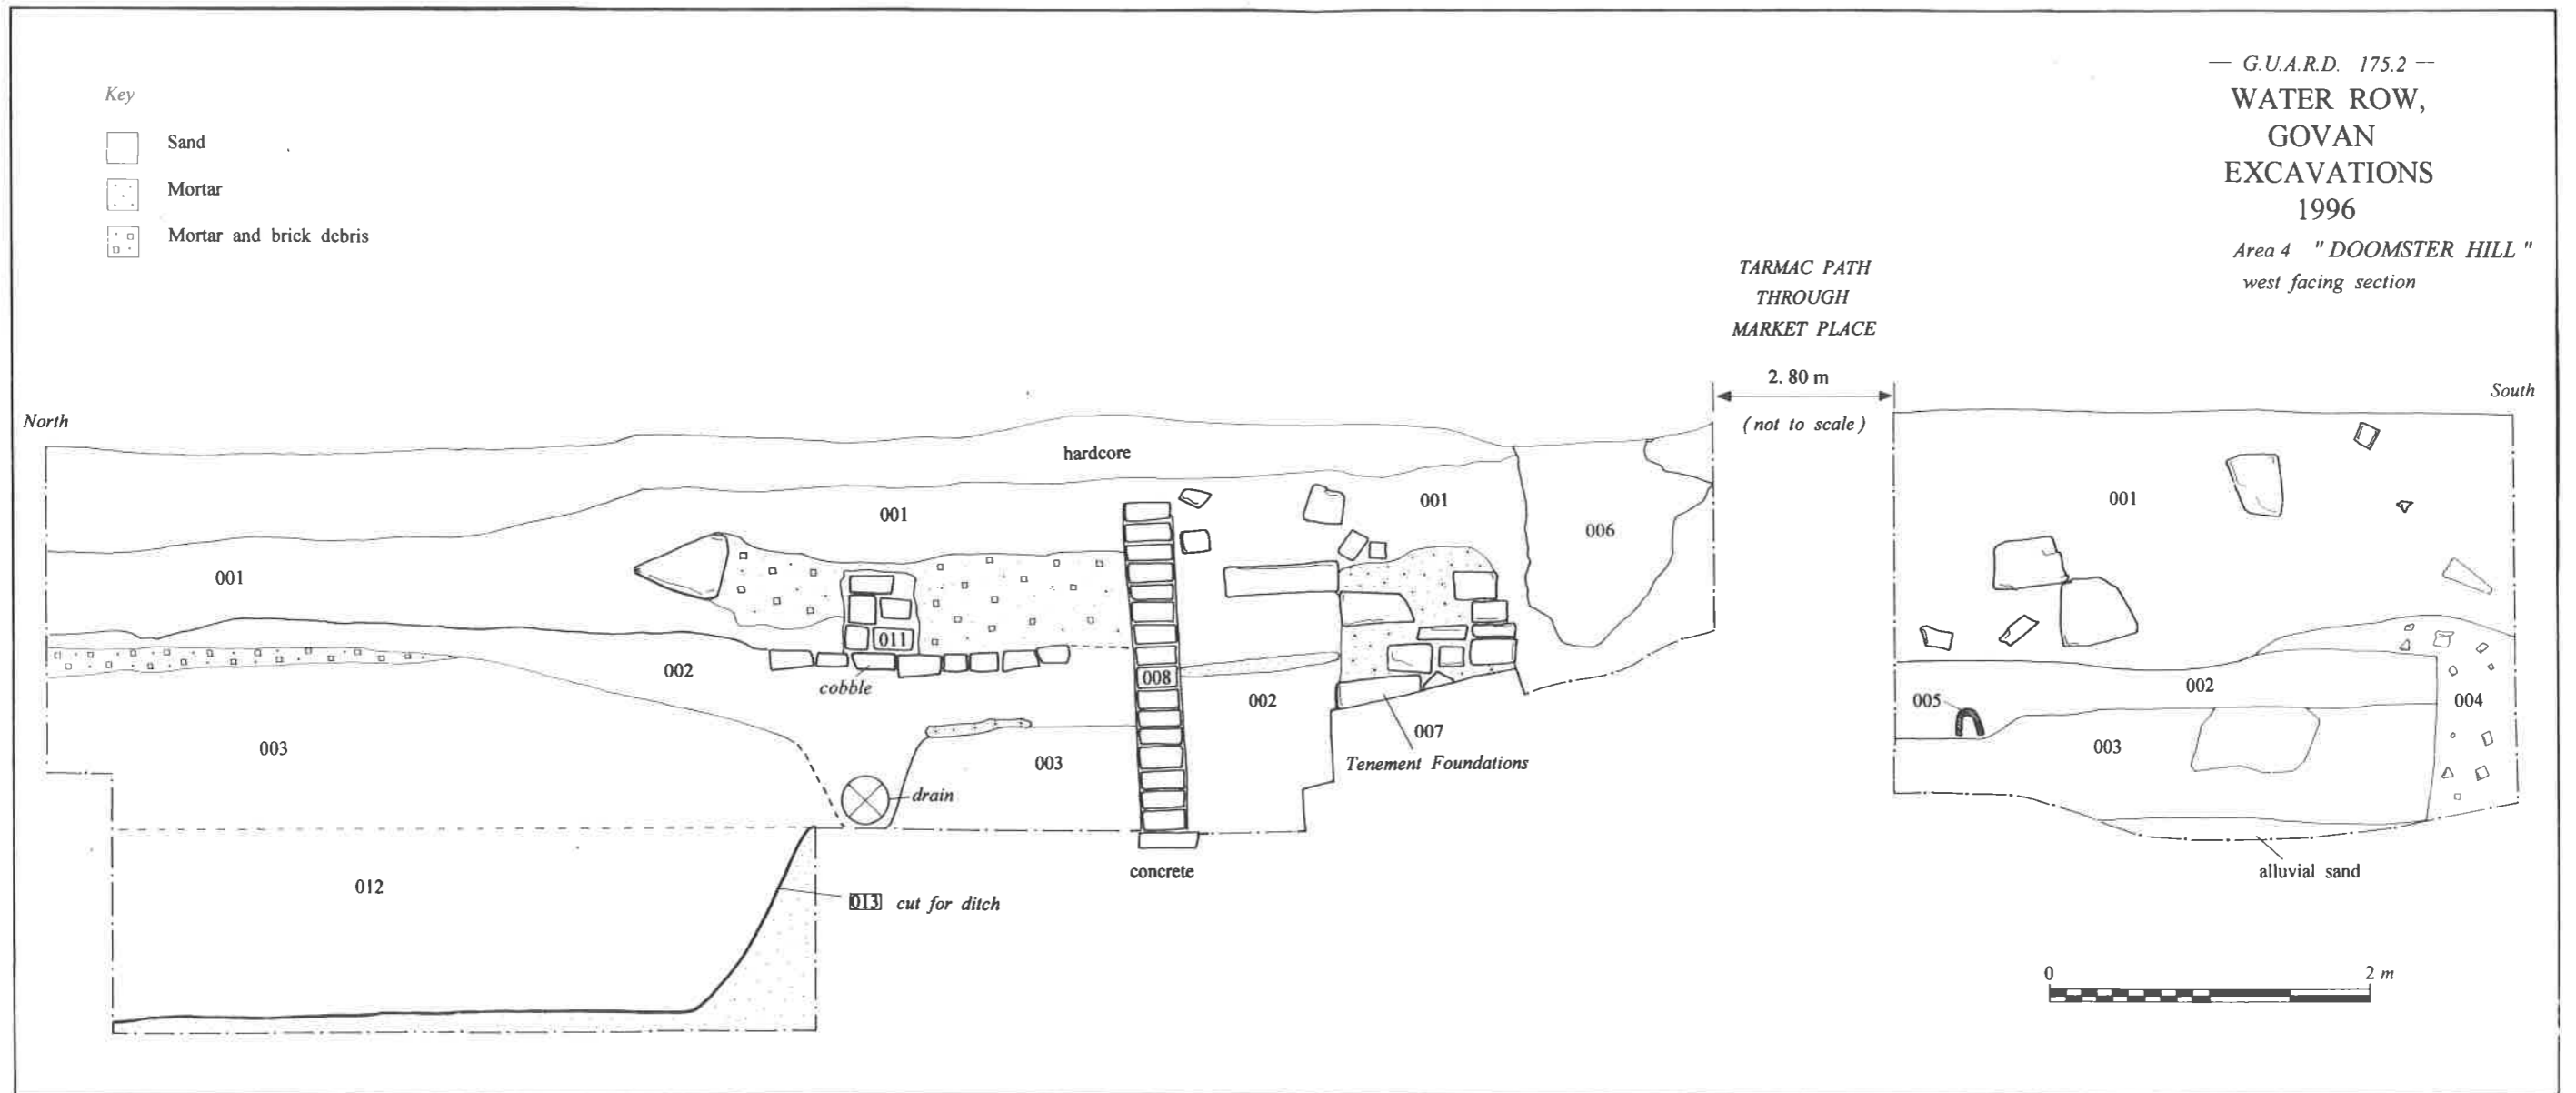 — G.U.A.R.D. 175.2 —
WATER ROW,
GOVAN
EXCAVATIONS
1996
Area 4 "DOOMSTER HILL"
west facing section
Key
Sand
Mortar
Mortar and brick debris
TARMAC PATH
THROUGH
MARKET PLACE
2. 80 m
(not to scale)
North
South
hardcore
001
001
001
001
006
011
002
cobble
008
002
003
003
drain
007
Tenement Foundations
concrete
012
013 cut for ditch
002
005
004
003
alluvial sand
0 2 m